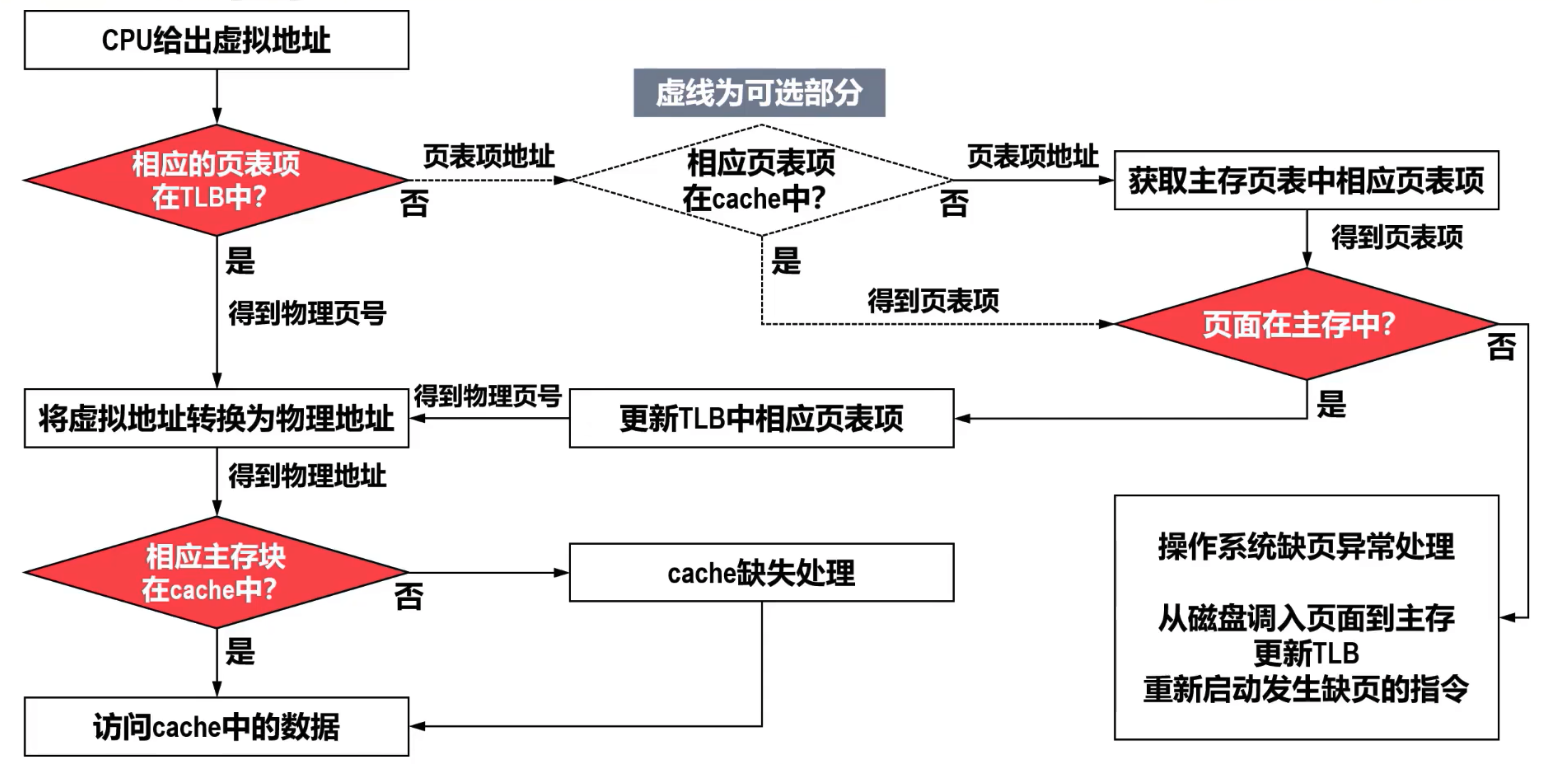 CPU给出虚拟地址
虚线为可选部分
相应的页表项
在TLB中?
页表项地址
否
相应页表项
在cache中?
页表项地址
否
获取主存页表中相应页表项
是
得到物理页号
是
得到页表项
得到页表项
页面在主存中?
否
是
将虚拟地址转换为物理地址
得到物理页号
更新TLB中相应页表项
得到物理地址
相应主存块
在cache中?
否
cache缺失处理
是
访问cache中的数据
操作系统缺页异常处理
从磁盘调入页面到主存
更新TLB
重新启动发生缺页的指令